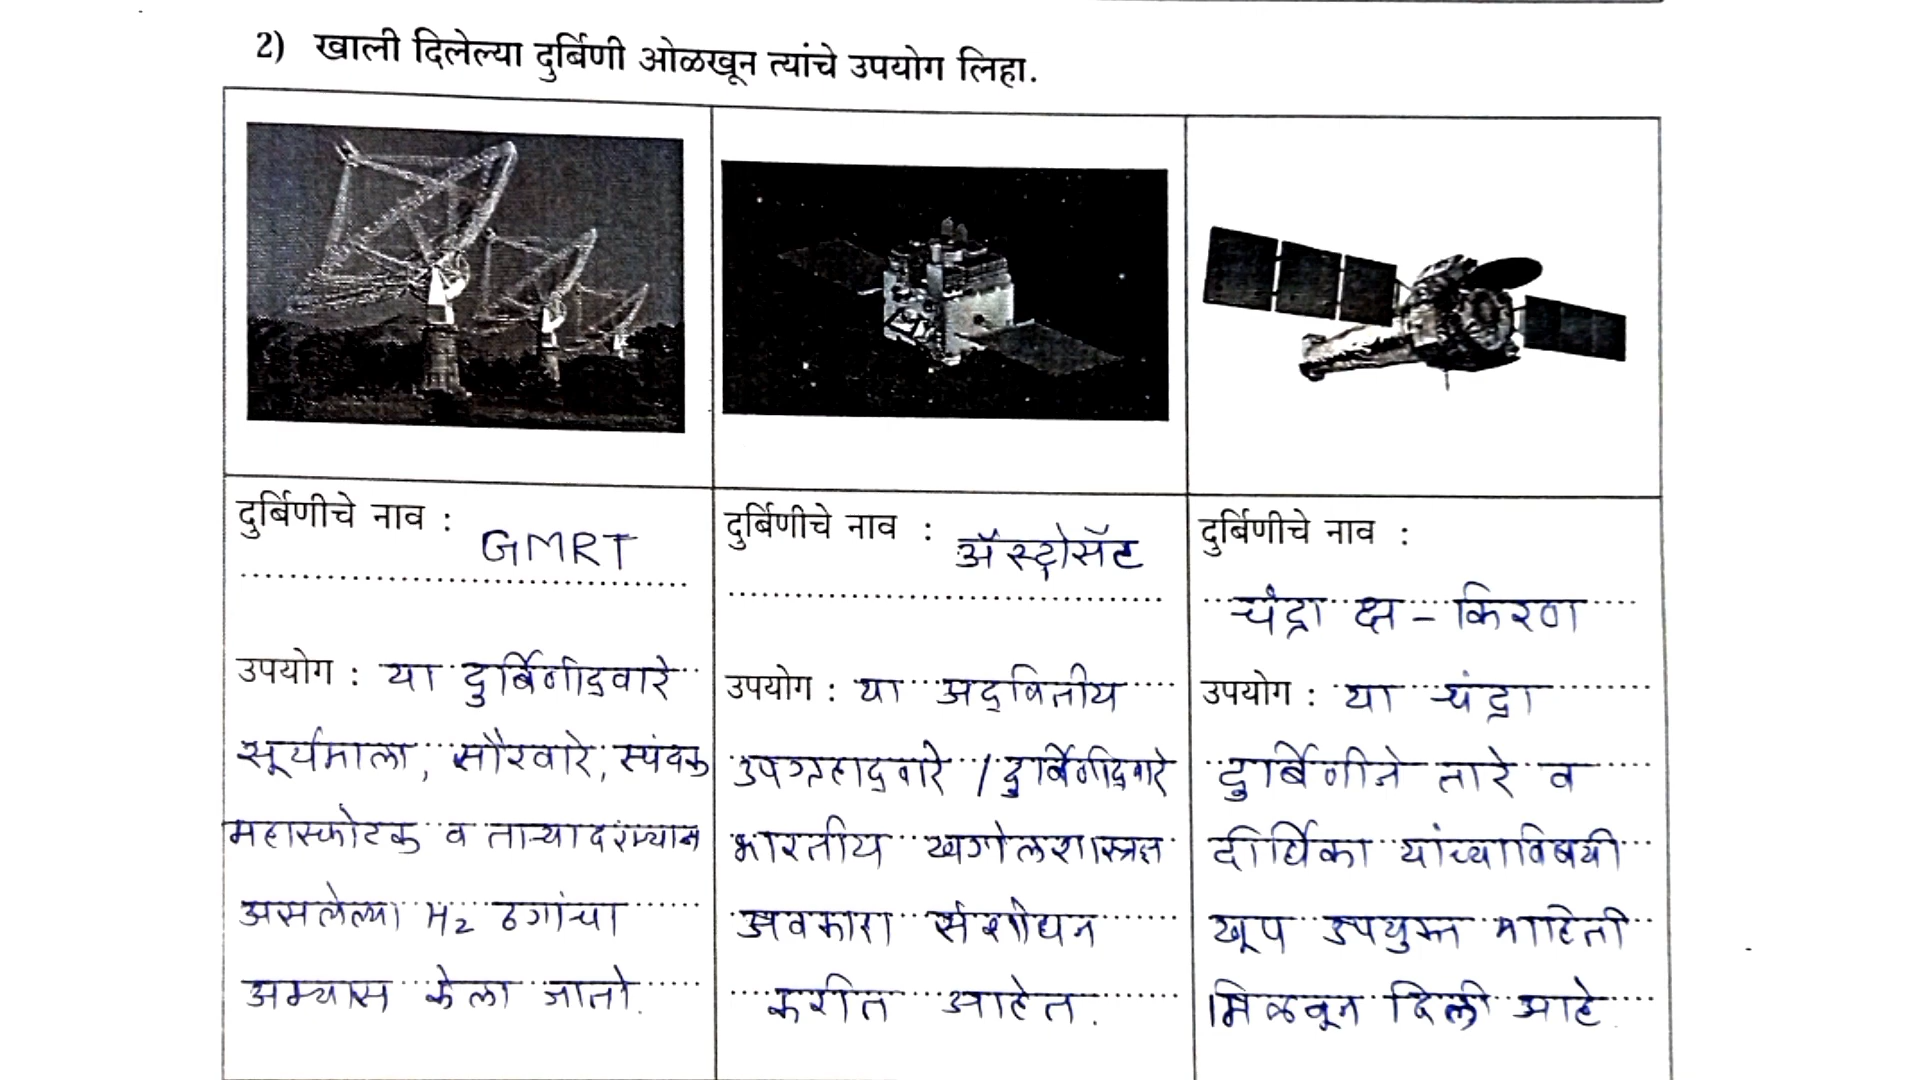 2) खाली दिलेल्या दुर्बिणी ओळखून त्यांचे उपयोग लिहा.
दुर्बिणीचे नाव :
GMRT
उपयोग : या दुर्बिणीद्वारे
सूर्यमाला, सौरवारे, स्पंदक
महास्फोटक व ताऱ्यादरम्यान
असलेल्या H2 ढगांचा
अभ्यास केला जातो.
दुर्बिणीचे नाव :
ॲस्ट्रोसॅट
उपयोग : या अद्वितीय
उपग्रहाद्वारे / दुर्बिणीद्वारे
भारतीय खगोलशास्त्रज्ञ
अवकाश संशोधन
करीत आहेत.
दुर्बिणीचे नाव :
चंद्रा क्ष - किरण
उपयोग : या चंद्रा
दुर्बिणीने तारे व
दीर्घिका यांच्याविषयी
खूप उपयुक्त माहिती
मिळवून दिली आहे.